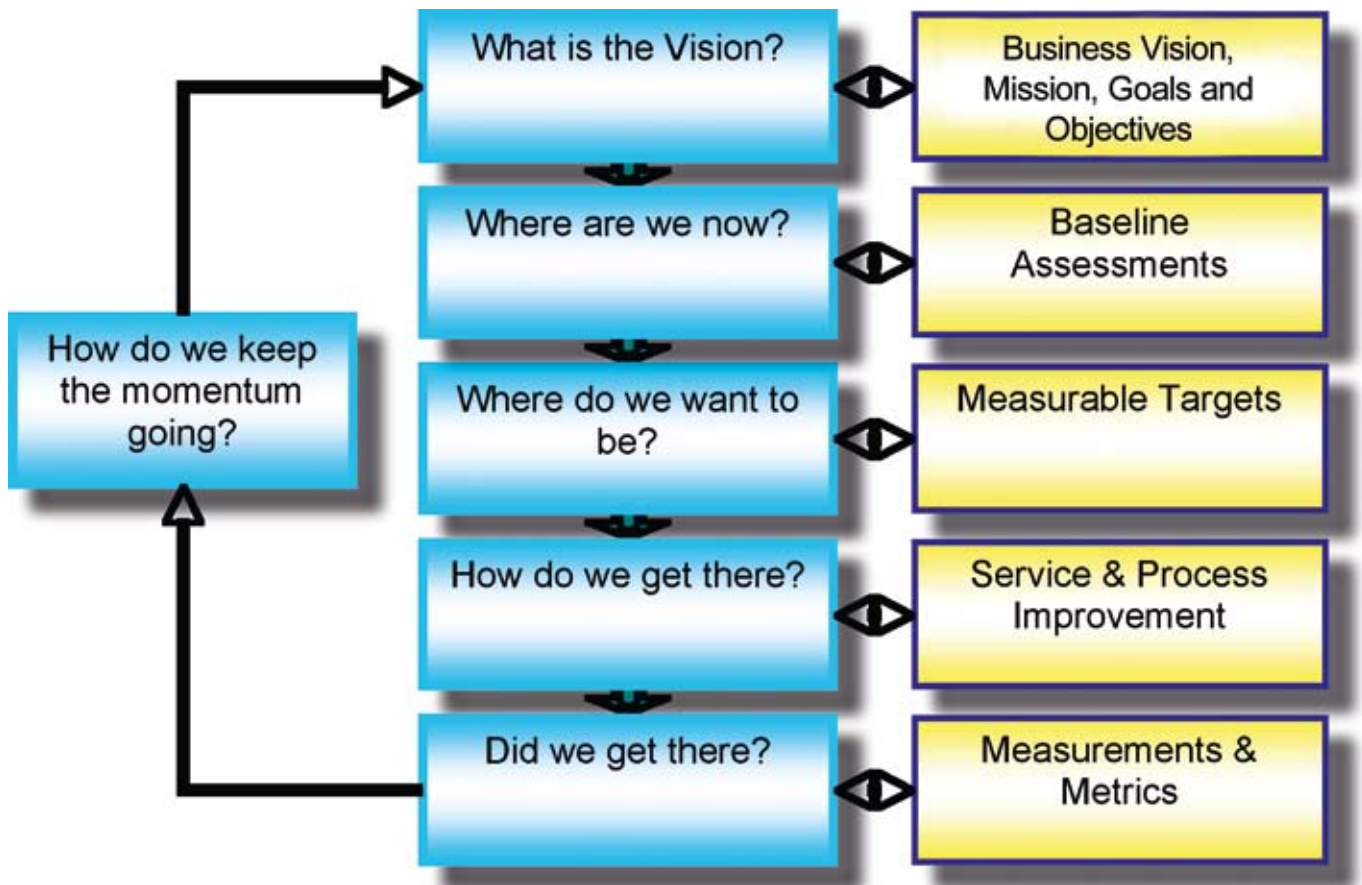 What is the Vision?
Business Vision,
Mission, Goals and
Objectives
Where are we now?
Baseline
Assessments
How do we keep
the momentum
going?
Where do we want to
be?
Measurable Targets
How do we get there?
Service & Process
Improvement
Did we get there?
Measurements &
Metrics